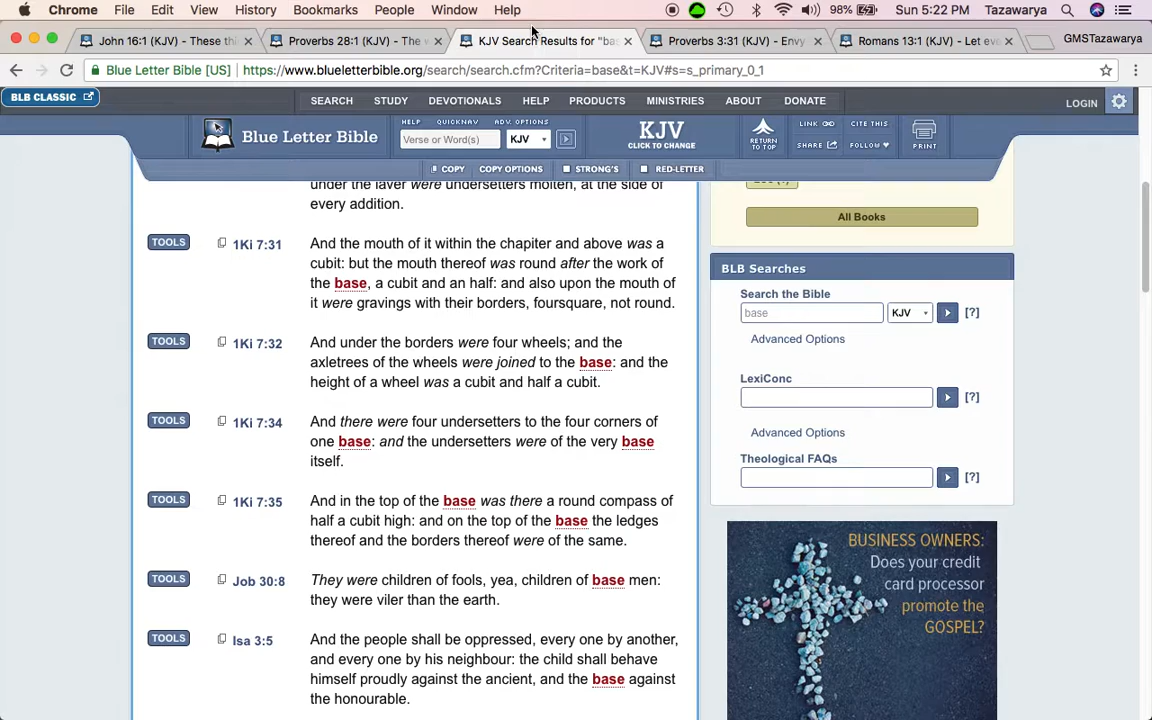 Chrome File Edit View History Bookmarks People Window Help 98% Sun 5:22 PM Tazawarya
John 16:1 (KJV) - These thi Proverbs 28:1 (KJV) - The w KJV Search Results for "bas Proverbs 3:31 (KJV) - Envy Romans 13:1 (KJV) - Let eve GMSTazawarya
Blue Letter Bible [US] https://www.blueletterbible.org/search/search.cfm?Criteria=base&t=KJV#s=s_primary_0_1
BLB CLASSIC SEARCH STUDY DEVOTIONALS HELP PRODUCTS MINISTRIES ABOUT DONATE LOGIN
HELP QUICKNAV ADV. OPTIONS
Blue Letter Bible Verse or Word(s) KJV
KJV
CLICK TO CHANGE
RETURN
TO TOP
LINK CITE THIS
SHARE FOLLOW
PRINT
COPY COPY OPTIONS STRONG'S RED-LETTER
under the laver were undersetters molten, at the side of
every addition.
TOOLS 1Ki 7:31 And the mouth of it within the chapiter and above was a
cubit: but the mouth thereof was round after the work of
the base, a cubit and an half: and also upon the mouth of
it were gravings with their borders, foursquare, not round.
TOOLS 1Ki 7:32 And under the borders were four wheels; and the
axletrees of the wheels were joined to the base: and the
height of a wheel was a cubit and half a cubit.
TOOLS 1Ki 7:34 And there were four undersetters to the four corners of
one base: and the undersetters were of the very base
itself.
TOOLS 1Ki 7:35 And in the top of the base was there a round compass of
half a cubit high: and on the top of the base the ledges
thereof and the borders thereof were of the same.
TOOLS Job 30:8 They were children of fools, yea, children of base men:
they were viler than the earth.
TOOLS Isa 3:5 And the people shall be oppressed, every one by another,
and every one by his neighbour: the child shall behave
himself proudly against the ancient, and the base against
the honourable.
All Books
BLB Searches
Search the Bible
base KJV [?]
Advanced Options
LexiConc
[?]
Advanced Options
Theological FAQs
[?]
BUSINESS OWNERS:
Does your credit
card processor
promote the
GOSPEL?